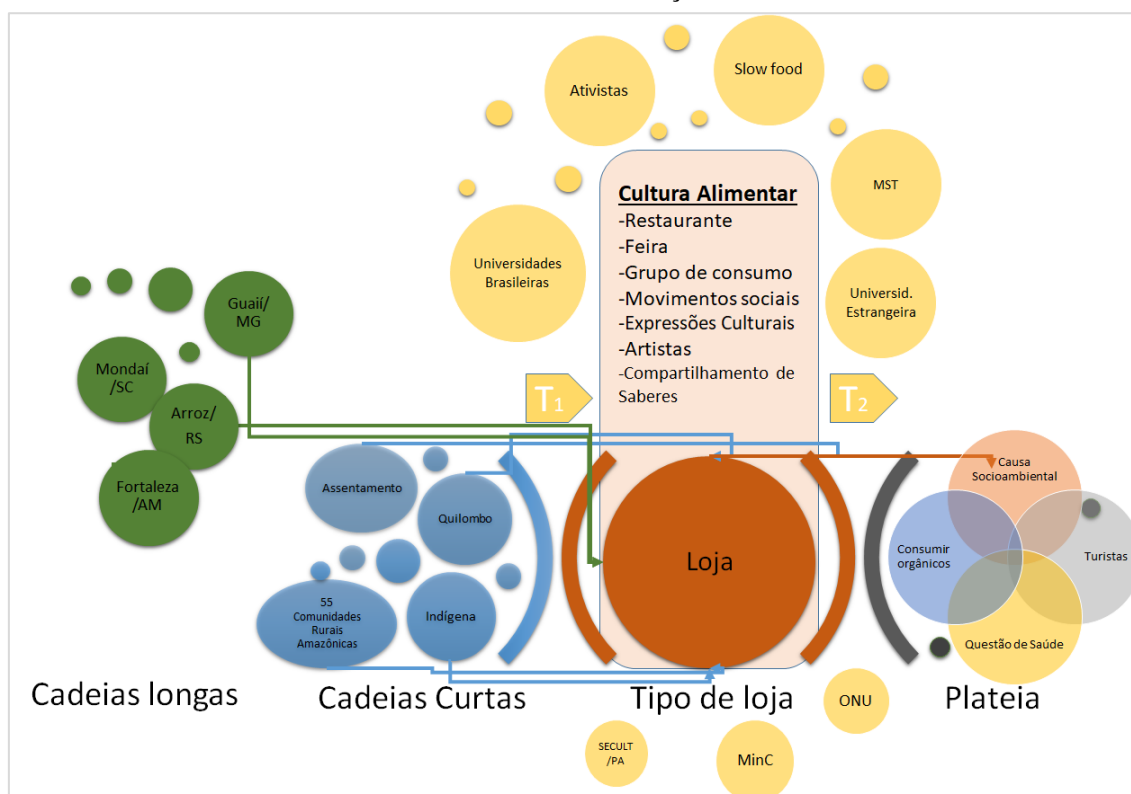 Slow food
Ativistas
MST
Universidades
Brasileiras
Universid.
Estrangeira
Cultura Alimentar
-Restaurante
-Feira
-Grupo de consumo
-Movimentos sociais
-Expressões Culturais
-Artistas
-Compartilhamento de
Saberes
T1
T2
Guaií/
MG
Mondaí
/SC
Arroz/
RS
Fortaleza
/AM
Assentamento
Quilombo
55
Comunidades
Rurais
Amazônicas
Indígena
Loja
Causa
Socioambiental
Consumir
orgânicos
Turistas
Questão de Saúde
Cadeias longas
Cadeias Curtas
Tipo de loja
Plateia
ONU
SECULT
/PA
MinC